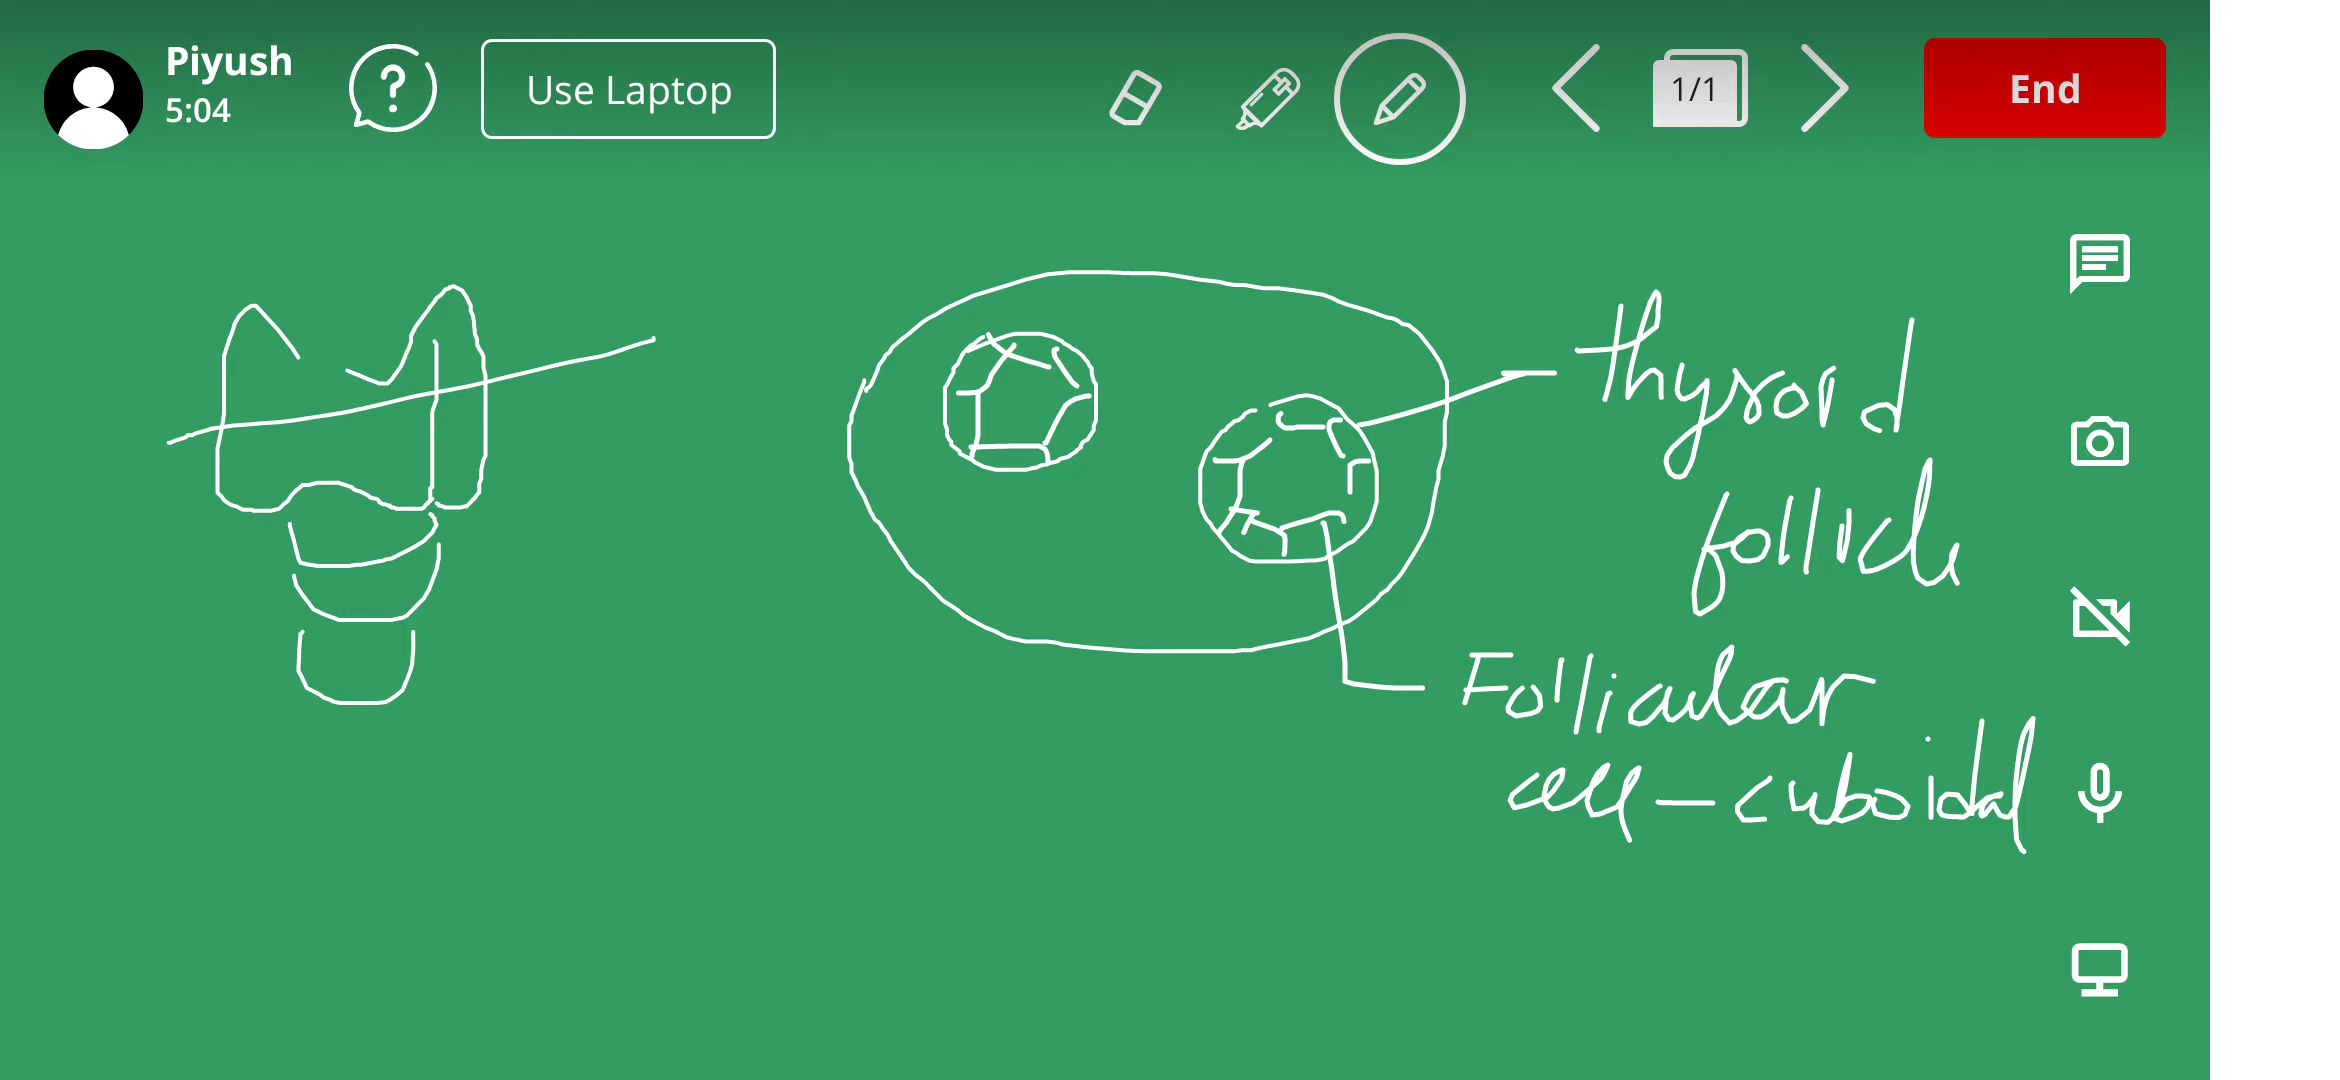 Piyush
5:04
Use Laptop
1/1
End
thyroid
follicle
Follicular
cell – cuboidal